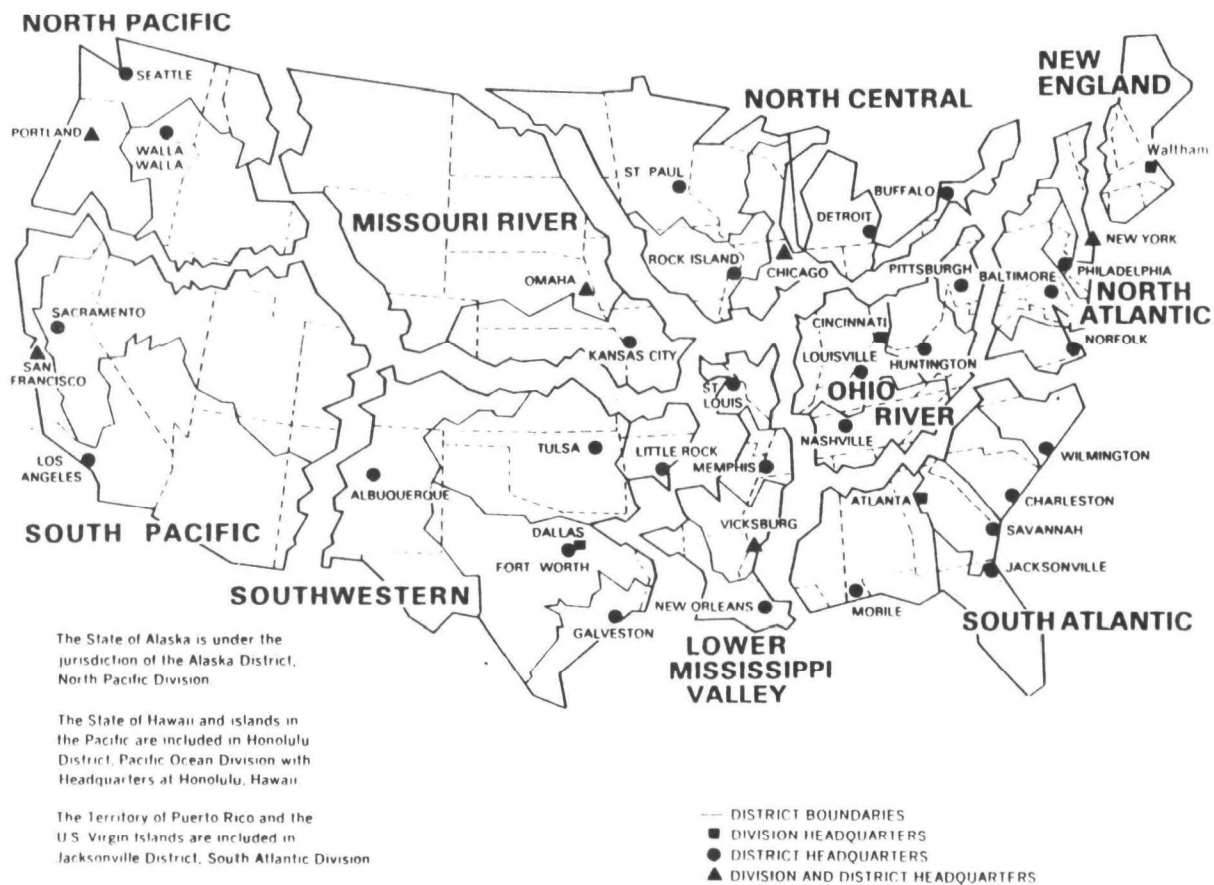 NORTH PACIFIC
SEATTLE
PORTLAND
WALLA
WALLA
NEW
ENGLAND
Waltham
NORTH CENTRAL
ST PAUL
BUFFALO
DETROIT
MISSOURI RIVER
ROCK ISLAND
CHICAGO
NEW YORK
OMAHA
PITTSBURGH
BALTIMORE
PHILADELPHIA
NORTH
ATLANTIC
SACRAMENTO
SAN
FRANCISCO
KANSAS CITY
CINCINNATI
LOUISVILLE
HUNTINGTON
NORFOLK
ST
LOUIS
OHIO
RIVER
LOS
ANGELES
ALBUQUERQUE
TULSA
LITTLE ROCK
MEMPHIS
NASHVILLE
WILMINGTON
ATLANTA
CHARLESTON
SOUTH PACIFIC
DALLAS
FORT WORTH
VICKSBURG
SAVANNAH
JACKSONVILLE
SOUTHWESTERN
GALVESTON
NEW ORLEANS
MOBILE
SOUTH ATLANTIC
LOWER
MISSISSIPPI
VALLEY
The State of Alaska is under the
jurisdiction of the Alaska District,
North Pacific Division
The State of Hawaii and islands in
the Pacific are included in Honolulu
District, Pacific Ocean Division with
Headquarters at Honolulu, Hawaii
The Territory of Puerto Rico and the
U.S. Virgin Islands are included in
Jacksonville District, South Atlantic Division
DISTRICT BOUNDARIES
DIVISION HEADQUARTERS
DISTRICT HEADQUARTERS
DIVISION AND DISTRICT HEADQUARTERS